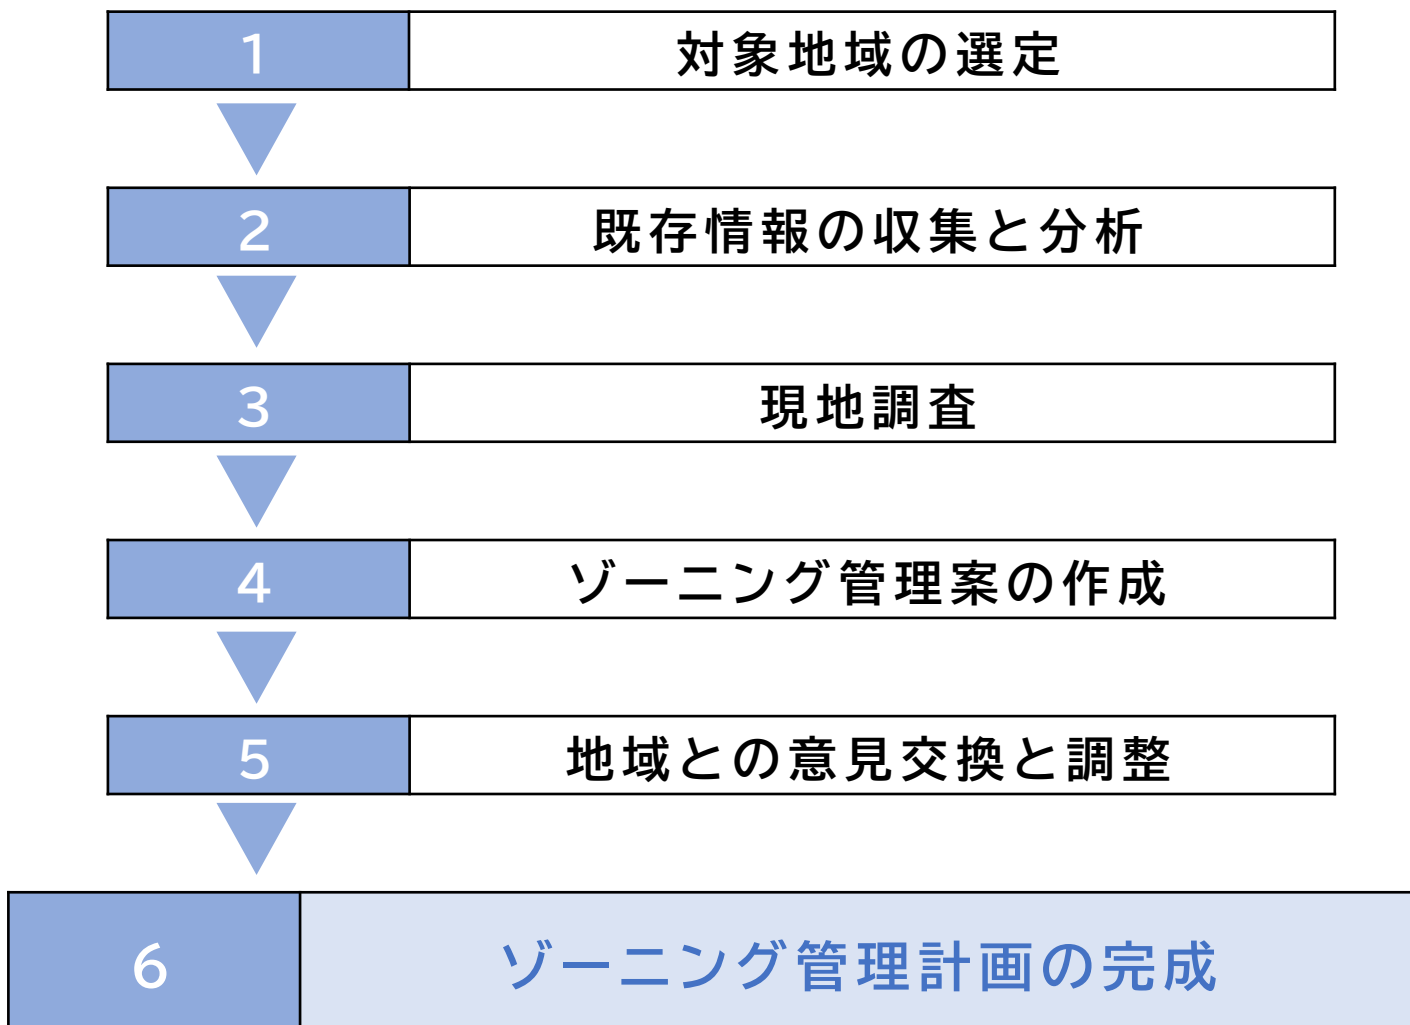 1 対象地域の選定
2 既存情報の収集と分析
3 現地調査
4 ゾーニング管理案の作成
5 地域との意見交換と調整
6 ゾーニング管理計画の完成